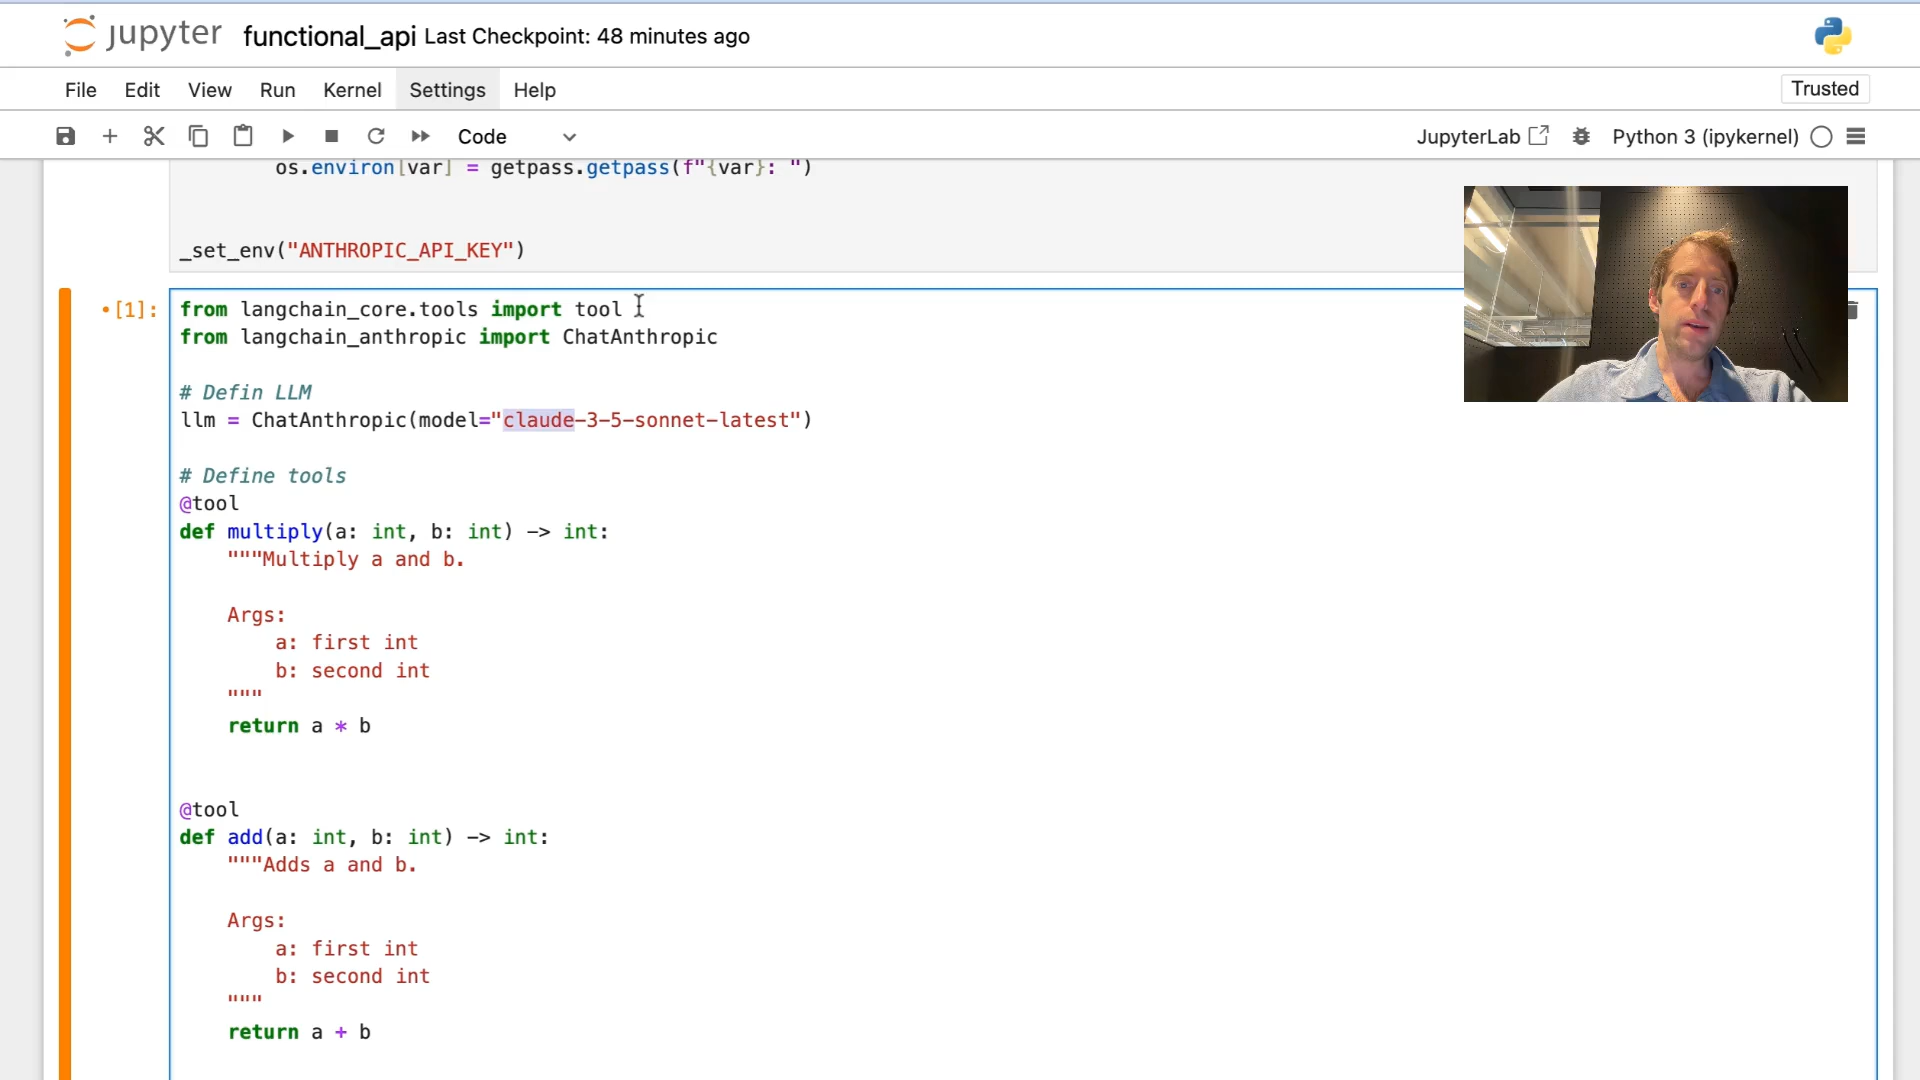 jupyter functional_api Last Checkpoint: 48 minutes ago
File Edit View Run Kernel Settings Help Trusted
Code JupyterLab Python 3 (ipykernel)
os.environ[var] = getpass.getpass(f"{var}: ")
_set_env("ANTHROPIC_API_KEY")
•[1]:
from langchain_core.tools import tool
from langchain_anthropic import ChatAnthropic
# Defin LLM
llm = ChatAnthropic(model="claude-3-5-sonnet-latest")
# Define tools
@tool
def multiply(a: int, b: int) -> int:
"""Multiply a and b.
Args:
a: first int
b: second int
"""
return a * b
@tool
def add(a: int, b: int) -> int:
"""Adds a and b.
Args:
a: first int
b: second int
"""
return a + b